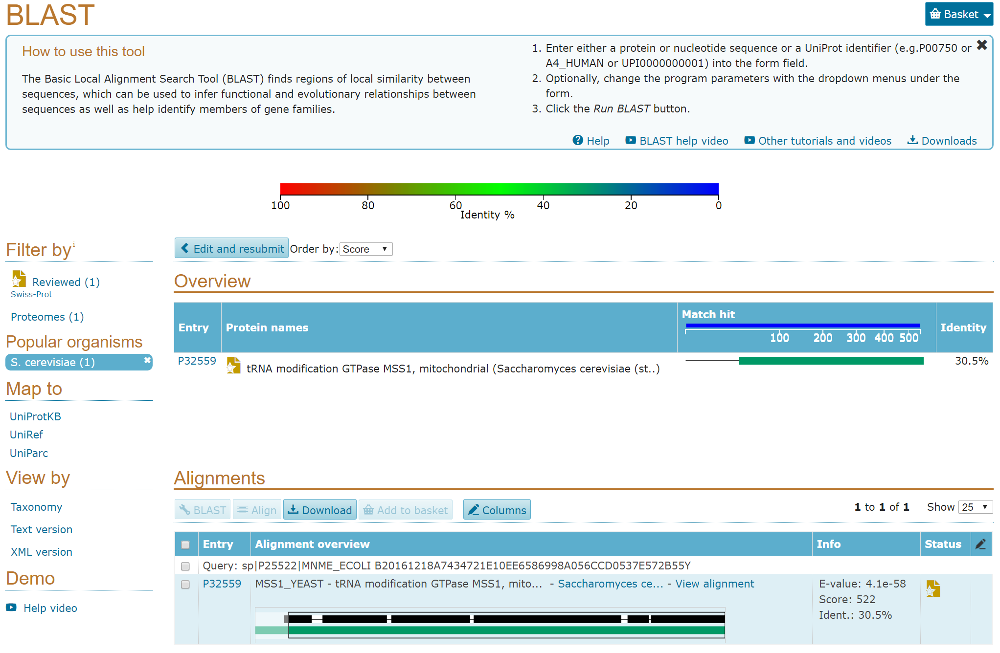 BLAST
Basket
How to use this tool
The Basic Local Alignment Search Tool (BLAST) finds regions of local similarity between
sequences, which can be used to infer functional and evolutionary relationships between
sequences as well as help identify members of gene families.
1. Enter either a protein or nucleotide sequence or a UniProt identifier (e.g.P00750 or
A4_HUMAN or UPI0000000001) into the form field.
2. Optionally, change the program parameters with the dropdown menus under the
form.
3. Click the Run BLAST button.
Help BLAST help video Other tutorials and videos Downloads
100 80 60 40 20 0
Identity %
Filter by i
Reviewed (1)
Swiss-Prot
Proteomes (1)
Popular organisms
S. cerevisiae (1)
Map to
UniProtKB
UniRef
UniParc
View by
Taxonomy
Text version
XML version
Demo
Help video
Edit and resubmit Order by: Score
Overview
Entry Protein names Match hit Identity
100 200 300 400 500
P32559 tRNA modification GTPase MSS1, mitochondrial (Saccharomyces cerevisiae (st..) 30.5%
Alignments
BLAST Align Download Add to basket Columns 1 to 1 of 1 Show 25
Entry Alignment overview Info Status
Query: sp|P25522|MNME_ECOLI B20161218A7434721E10EE6586998A056CCD0537E572B55Y
P32559 MSS1_YEAST - tRNA modification GTPase MSS1, mito... - Saccharomyces ce... - View alignment E-value: 4.1e-58
Score: 522
Ident.: 30.5%